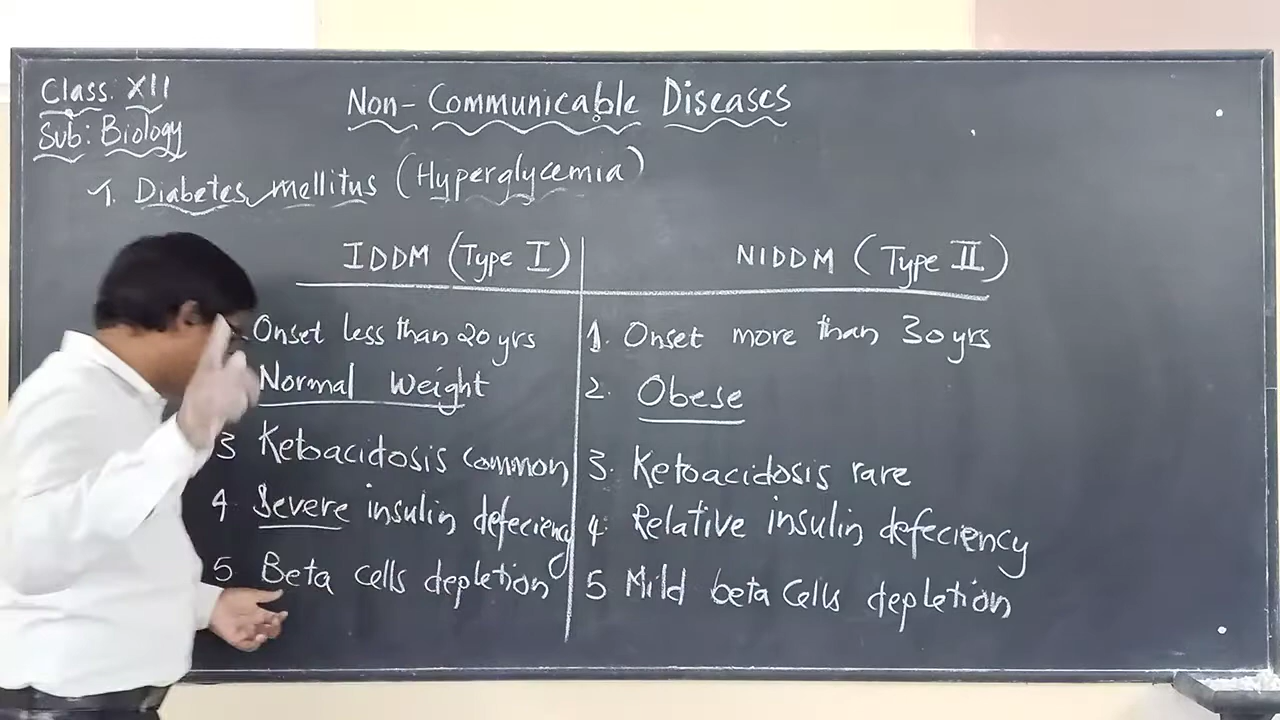 Class: XII
Sub: Biology
Non-Communicable Diseases
1. Diabetes mellitus (Hyperglycemia)
IDDM (Type I)
Onset less than 20 yrs
Normal Weight
3 Ketoacidosis common
4 Severe insulin defeciency
5 Beta cells depletion
NIDDM (Type II)
1. Onset more than 30 yrs
2. Obese
3. Ketoacidosis rare
4. Relative insulin defeciency
5 Mild beta cells depletion